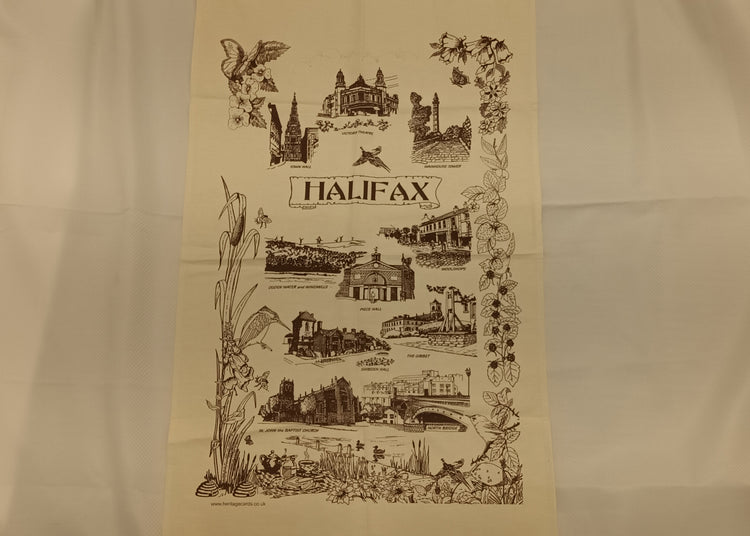 VICTORIA THEATRE
TOWN HALL
WAINHOUSE TOWER
HALIFAX
WOOLSHOPS
OGDEN WATER and WINDMILLS
PIECE HALL
THE GIBBET
SHIBDEN HALL
St. JOHN the BAPTIST CHURCH
NORTH BRIDGE
www.heritagecards.co.uk